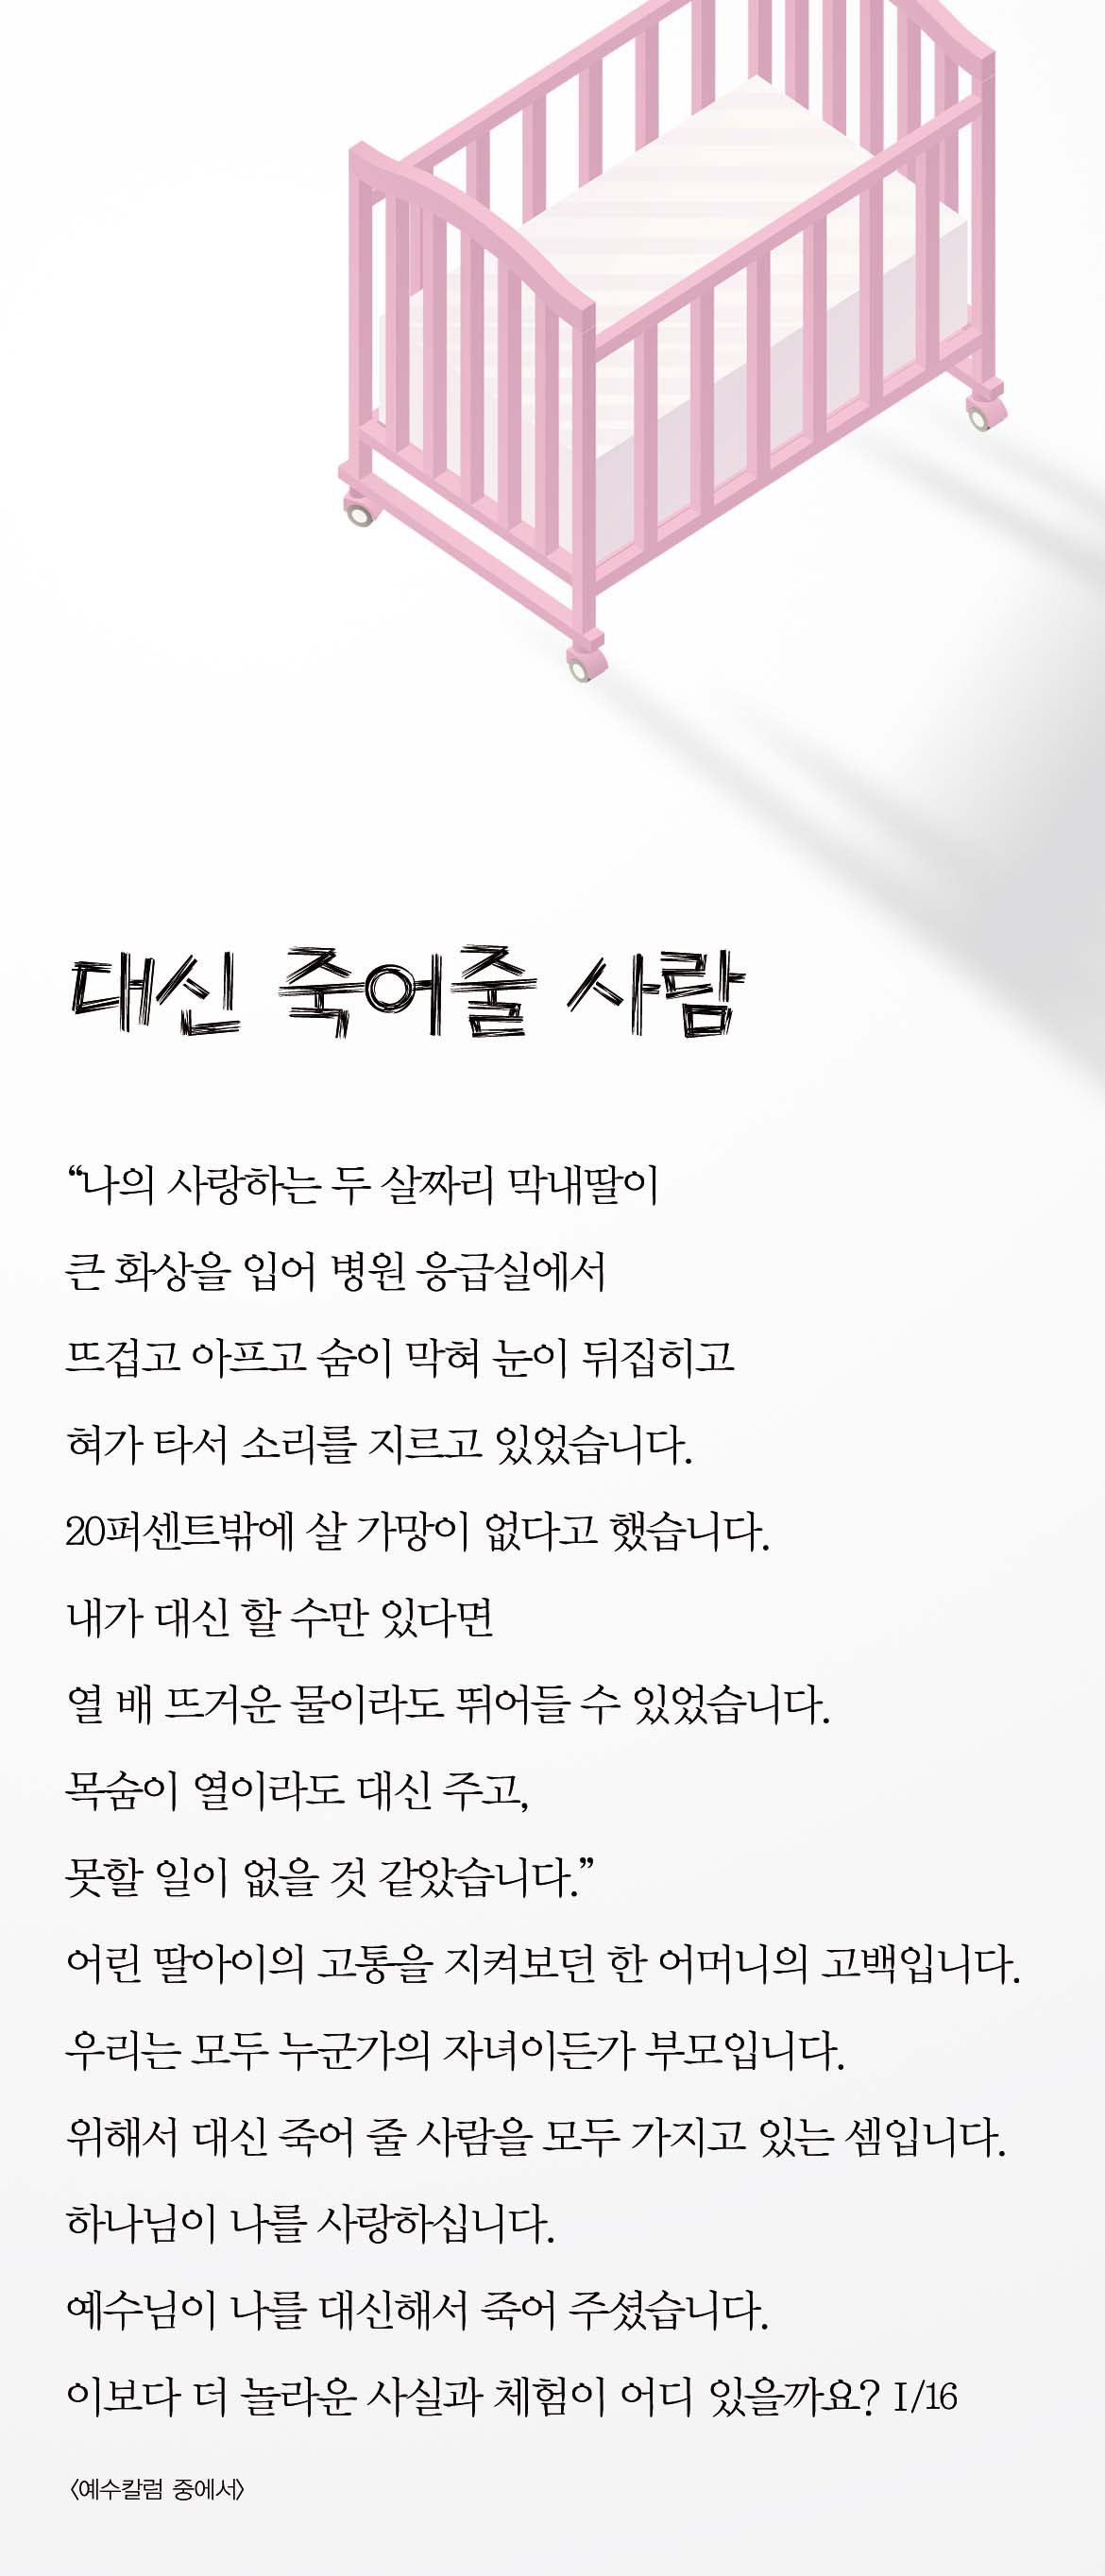 대신 죽어줄 사람
“나의 사랑하는 두 살짜리 막내딸이
큰 화상을 입어 병원 응급실에서
뜨겁고 아프고 숨이 막혀 눈이 뒤집히고
혀가 타서 소리를 지르고 있었습니다.
20퍼센트밖에 살 가망이 없다고 했습니다.
내가 대신 할 수만 있다면
열 배 뜨거운 물이라도 뛰어들 수 있었습니다.
목숨이 열이라도 대신 주고,
못할 일이 없을 것 같았습니다.”
어린 딸아이의 고통을 지켜보던 한 어머니의 고백입니다.
우리는 모두 누군가의 자녀이든가 부모입니다.
위해서 대신 죽어 줄 사람을 모두 가지고 있는 셈입니다.
하나님이 나를 사랑하십니다.
예수님이 나를 대신해서 죽어 주셨습니다.
이보다 더 놀라운 사실과 체험이 어디 있을까요? I/16
<예수칼럼 중에서>